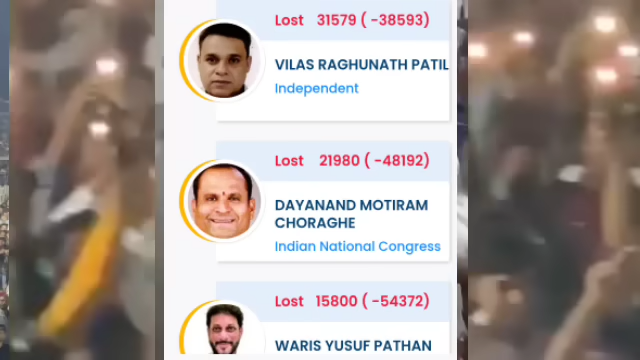 Lost 31579 ( -38593)
VILAS RAGHUNATH PATIL
Independent
Lost 21980 ( -48192)
DAYANAND MOTIRAM
CHORAGHE
Indian National Congress
Lost 15800 ( -54372)
WARIS YUSUF PATHAN